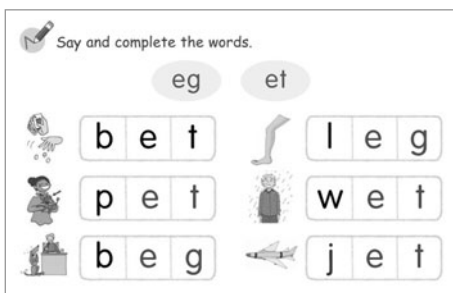 Say and complete the words.
eg et
bet leg
pet wet
beg jet